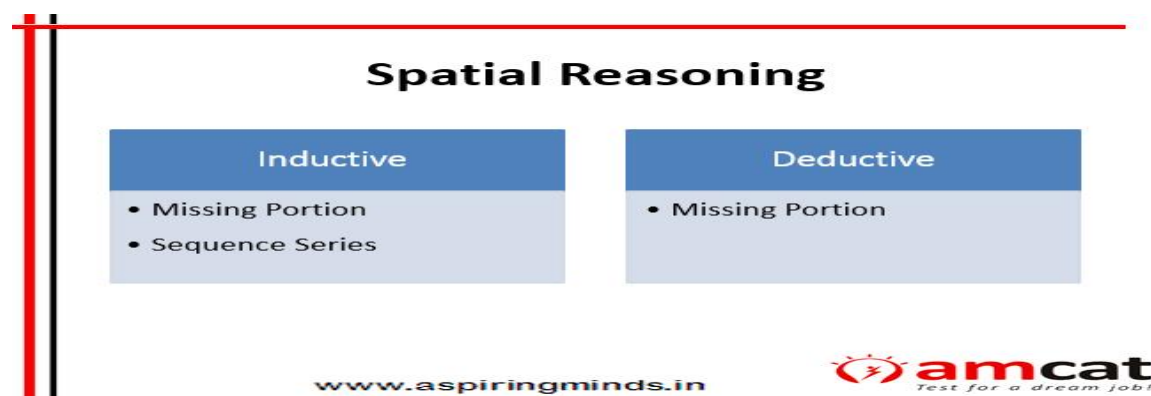 Spatial Reasoning
Inductive
• Missing Portion
• Sequence Series
Deductive
• Missing Portion
www.aspiringminds.in
amcat
Test for a dream job!